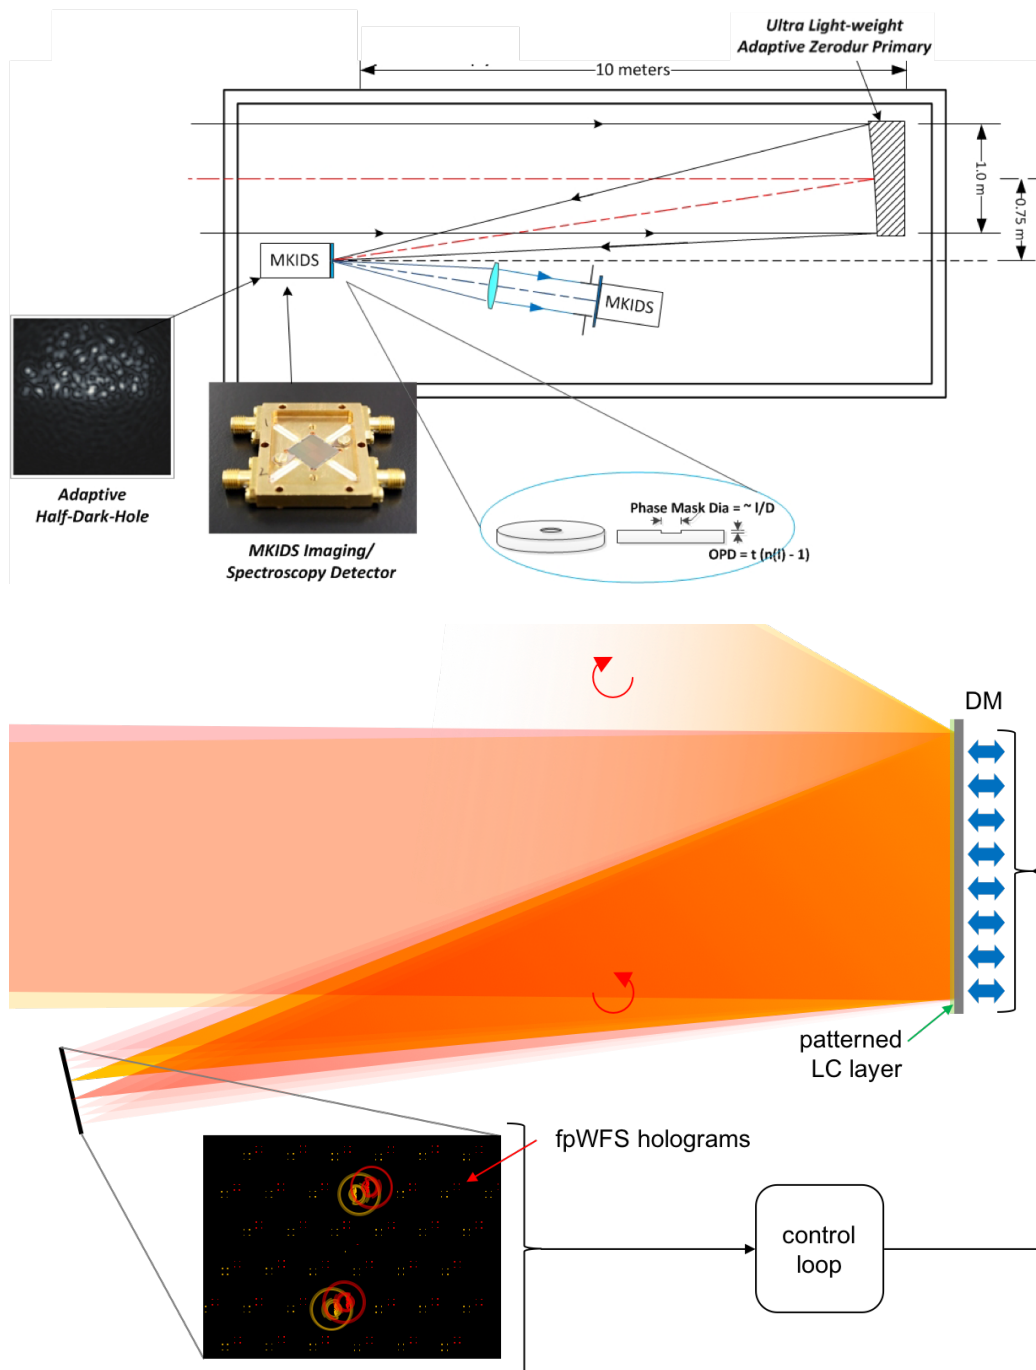 Ultra Light-weight
Adaptive Zerodur Primary
10 meters
1.0 m
0.75 m
MKIDS
MKIDS
Adaptive
Half-Dark-Hole
MKIDS Imaging/
Spectroscopy Detector
Phase Mask Dia = ~ l/D
OPD = t (n(l) - 1)
DM
patterned
LC layer
fpWFS holograms
control
loop